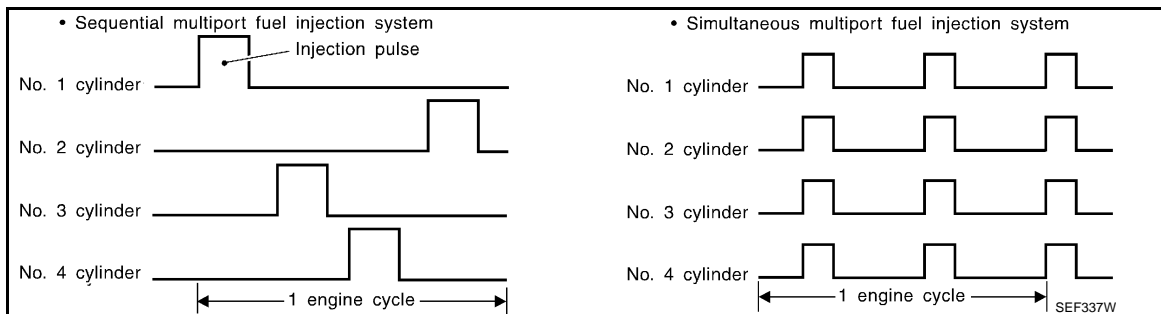 • Sequential multiport fuel injection system
Injection pulse
No. 1 cylinder
No. 2 cylinder
No. 3 cylinder
No. 4 cylinder
1 engine cycle
• Simultaneous multiport fuel injection system
No. 1 cylinder
No. 2 cylinder
No. 3 cylinder
No. 4 cylinder
1 engine cycle
SEF337W